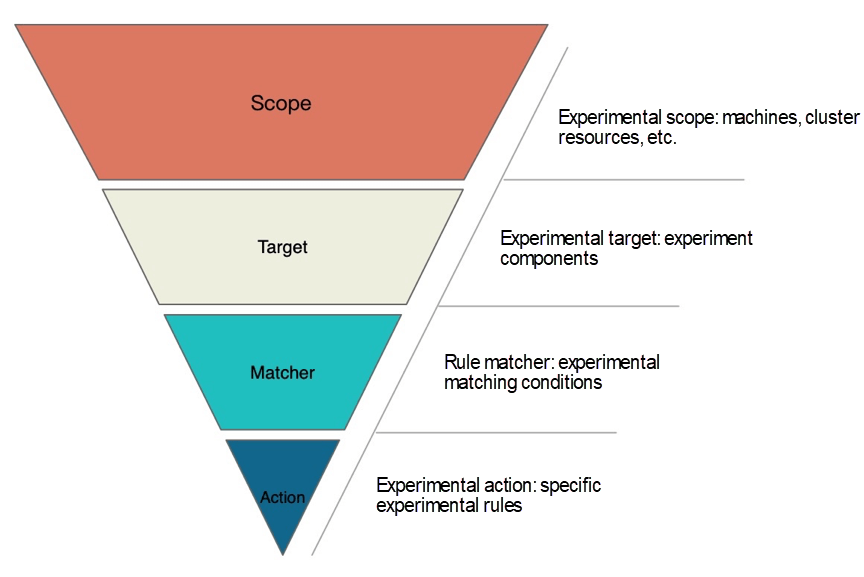 Scope
Experimental scope: machines, cluster
resources, etc.
Target
Experimental target: experiment
components
Matcher
Rule matcher: experimental
matching conditions
Action
Experimental action: specific
experimental rules